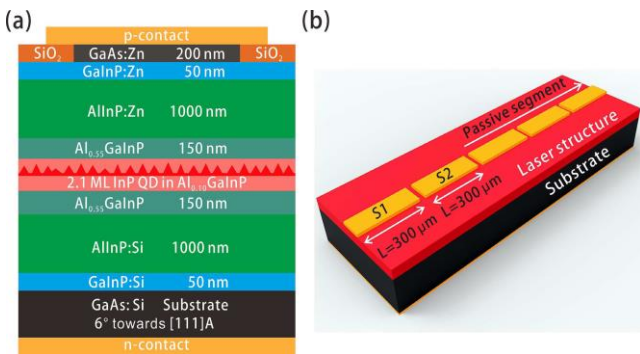 (a)
p-contact
SiO₂ GaAs:Zn 200 nm SiO₂
GaInP:Zn 50 nm
AlInP:Zn 1000 nm
Al₀.₅₅GaInP 150 nm
2.1 ML InP QD in Al₀.₁₀GaInP
Al₀.₅₅GaInP 150 nm
AlInP:Si 1000 nm
GaInP:Si 50 nm
GaAs: Si Substrate
6° towards [111]A
n-contact
(b)
Passive segment
S1
S2
L=300 μm
L=300 μm
Laser structure
Substrate